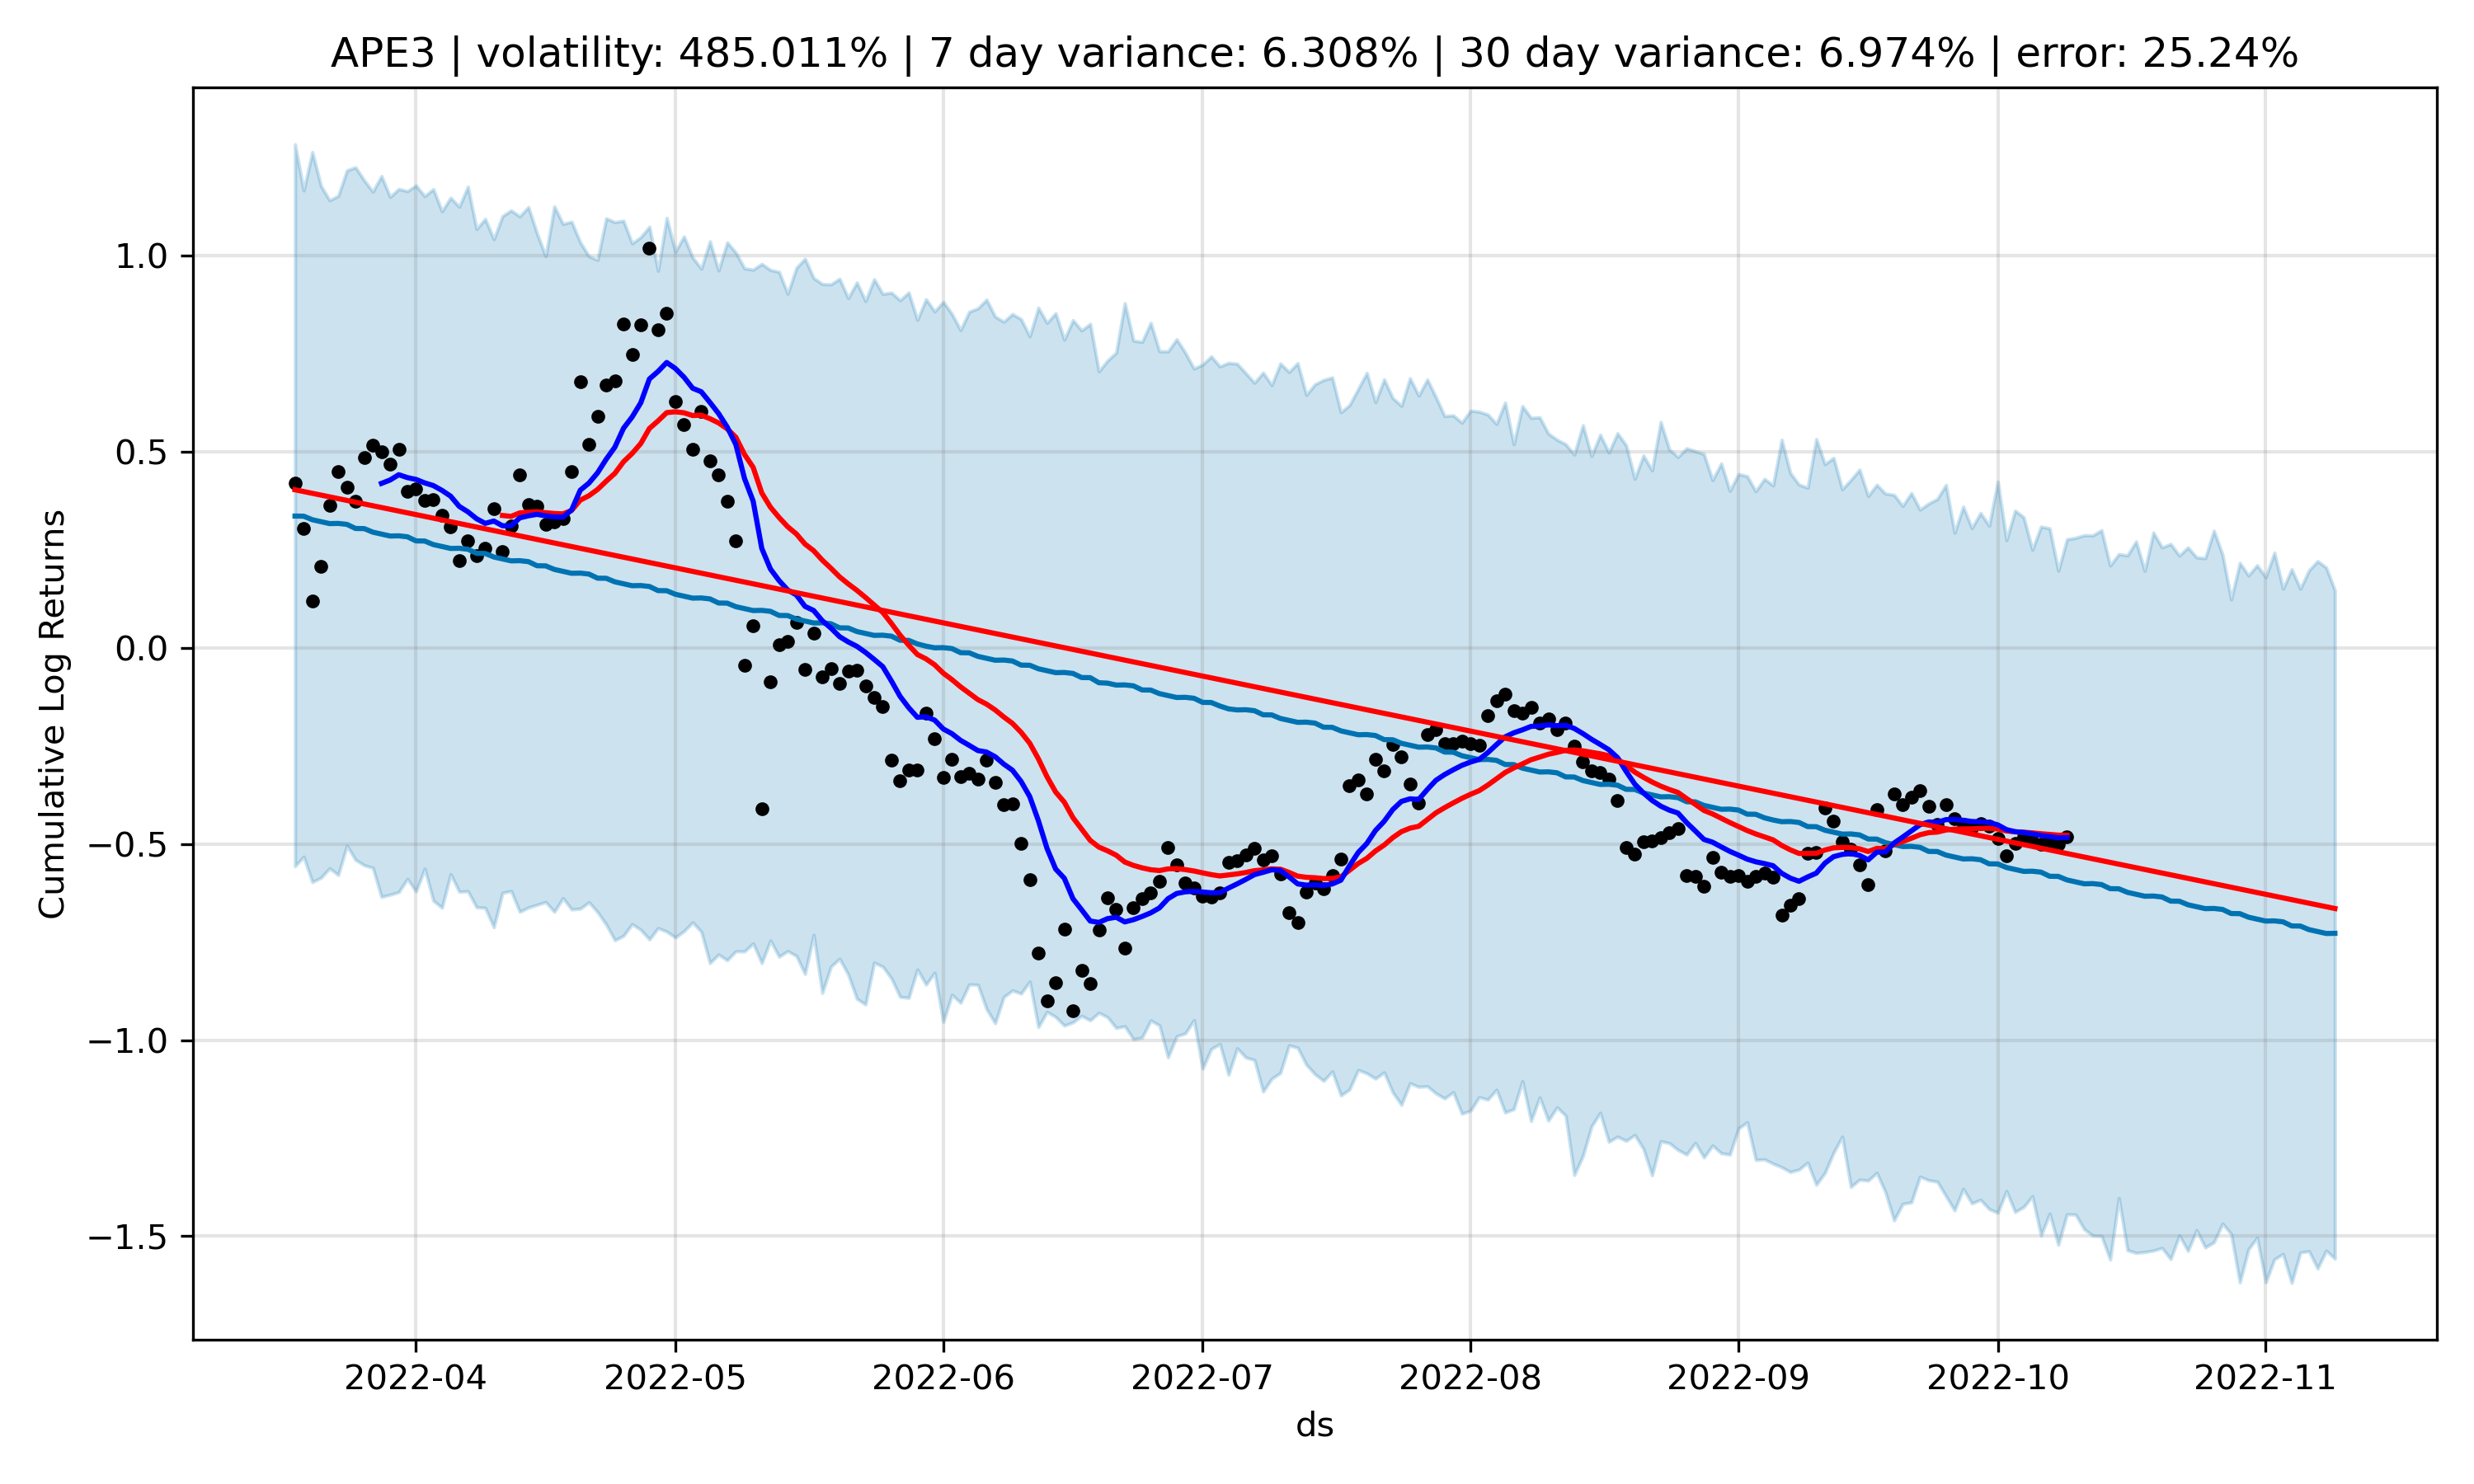 APE3 | volatility: 485.011% | 7 day variance: 6.308% | 30 day variance: 6.974% | error: 25.24%
1.0
0.5
0.0
−0.5
−1.0
−1.5
Cumulative Log Returns
2022-04 2022-05 2022-06 2022-07 2022-08 2022-09 2022-10 2022-11
ds